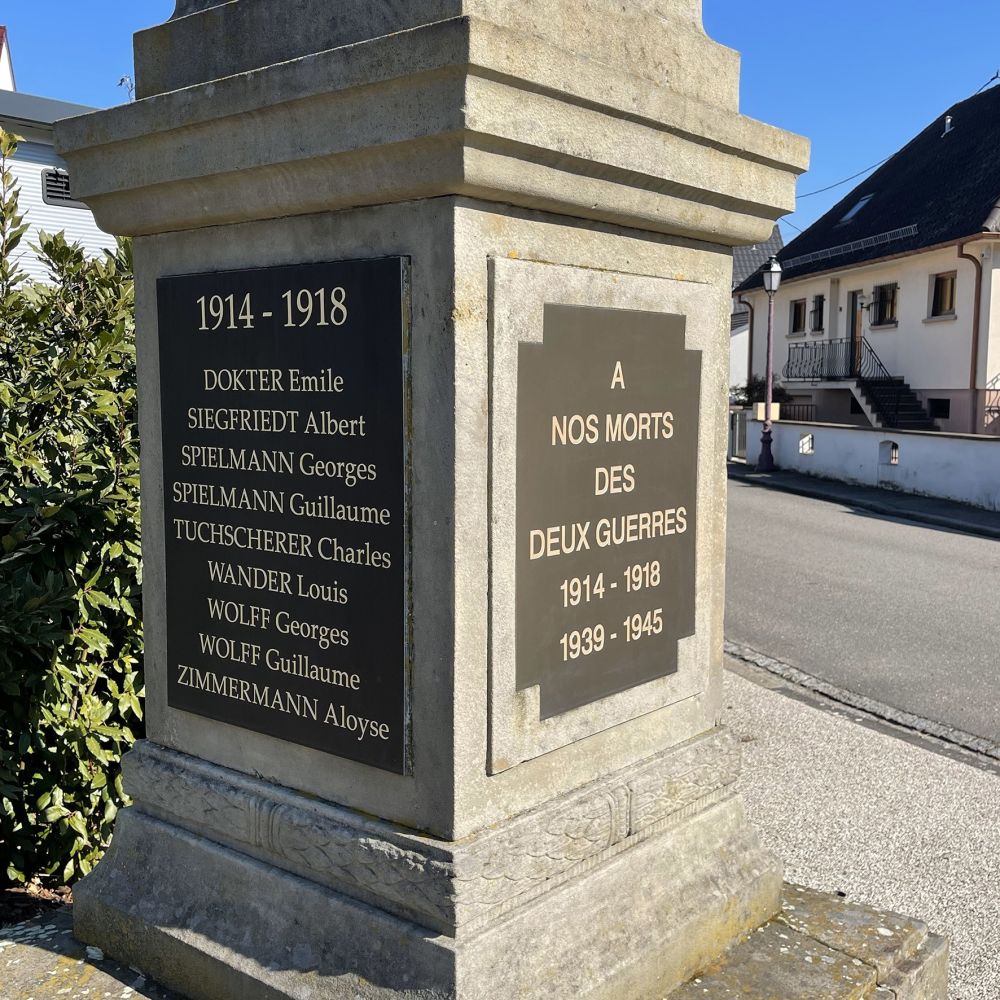 1914 - 1918
DOKTER Emile
SIEGFRIEDT Albert
SPIELMANN Georges
SPIELMANN Guillaume
TUCHSCHERER Charles
WANDER Louis
WOLFF Georges
WOLFF Guillaume
ZIMMERMANN Aloyse
A
NOS MORTS
DES
DEUX GUERRES
1914 - 1918
1939 - 1945